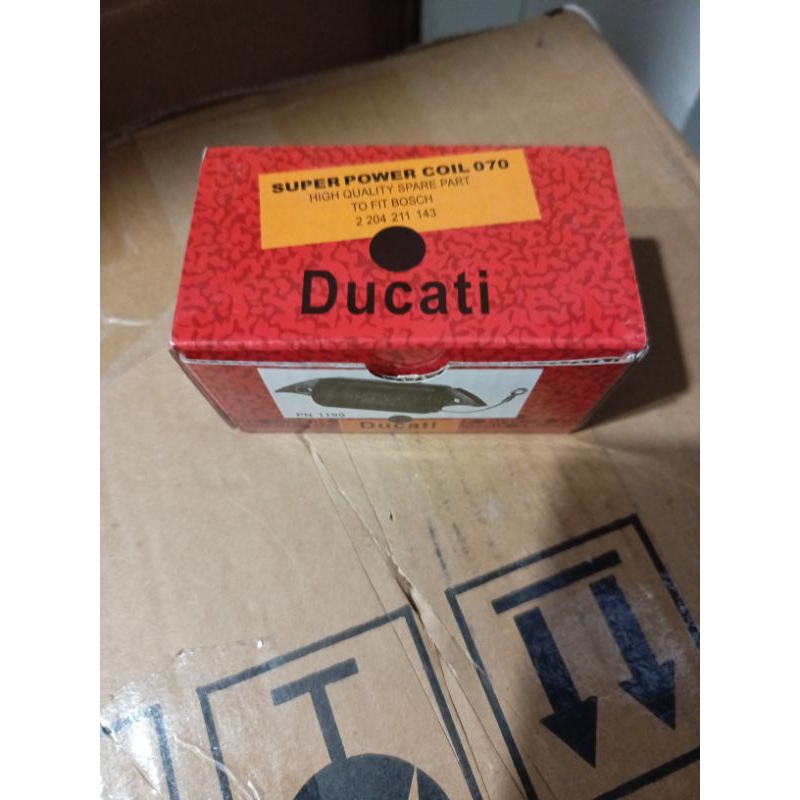 SUPER POWER COIL 070
HIGH QUALITY SPARE PART
TO FIT BOSCH
2 204 211 143
Ducati
PN 1190
Ducati